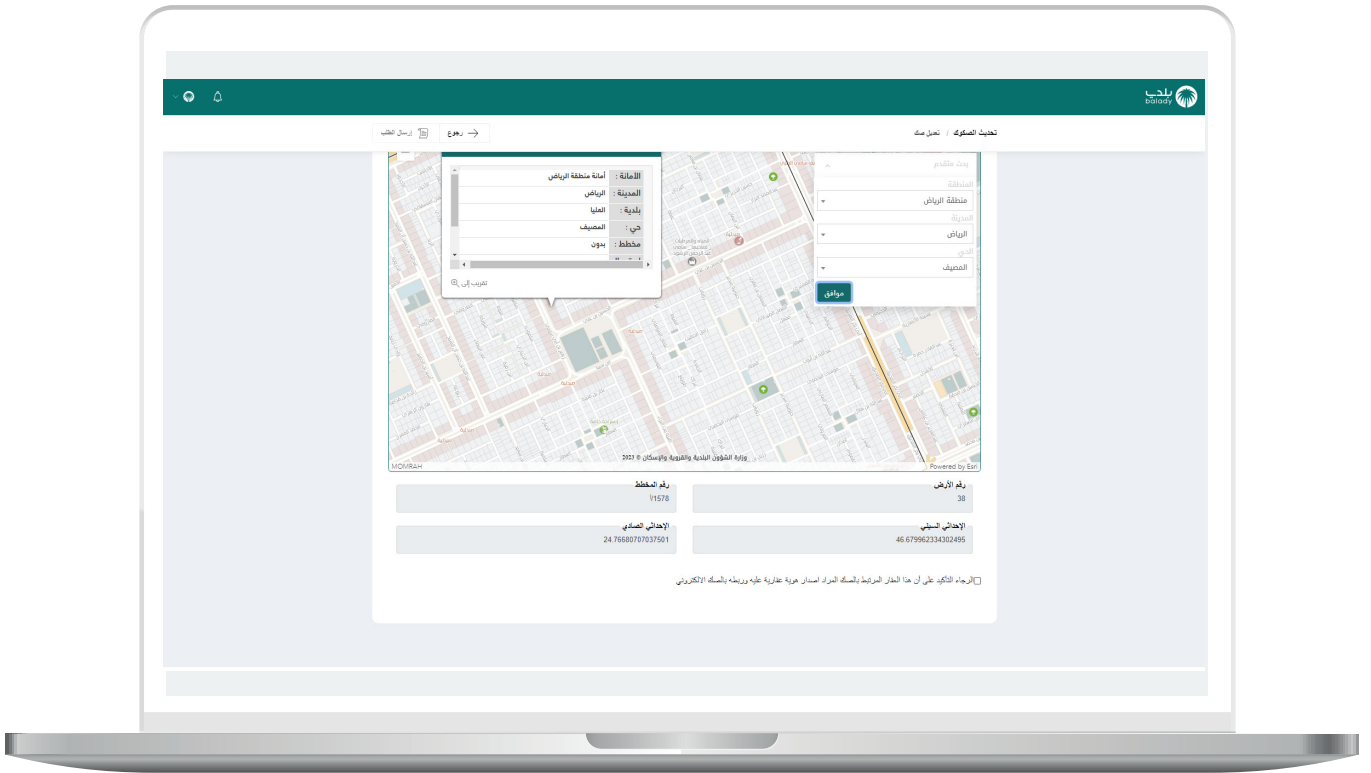 بلدي
balady
تحديث الصكوك / تعديل صك
رجوع
إرسال الطلب
بحث متقدم
المنطقة
منطقة الرياض
المدينة
الرياض
الحي
المصيف
موافق
الأمانة : أمانة منطقة الرياض
المدينة : الرياض
بلدية : العليا
حي : المصيف
مخطط : بدون
تقريب إلى
وزارة الشؤون البلدية والقروية والإسكان © 2023
Powered by Esri
MOMRAH
رقم الأرض
38
رقم المخطط
1578/أ
الإحداثي السيني
46.679962334302495
الإحداثي الصادي
24.76680707037501
الرجاء التأكيد على أن هذا العقار المرتبط بالصك المراد اصدار هوية عقارية عليه وربطه بالصك الالكتروني